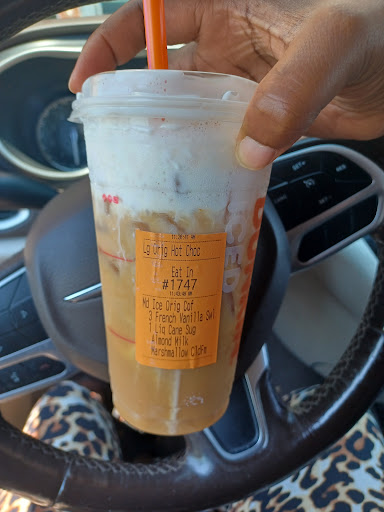 Lg Orig Hot Choc
Eat In
#1747
Md Ice Orig Cof
3 French Vanilla Swl
1 Liq Cane Sug
Almond Milk
Marshmallow CldFm